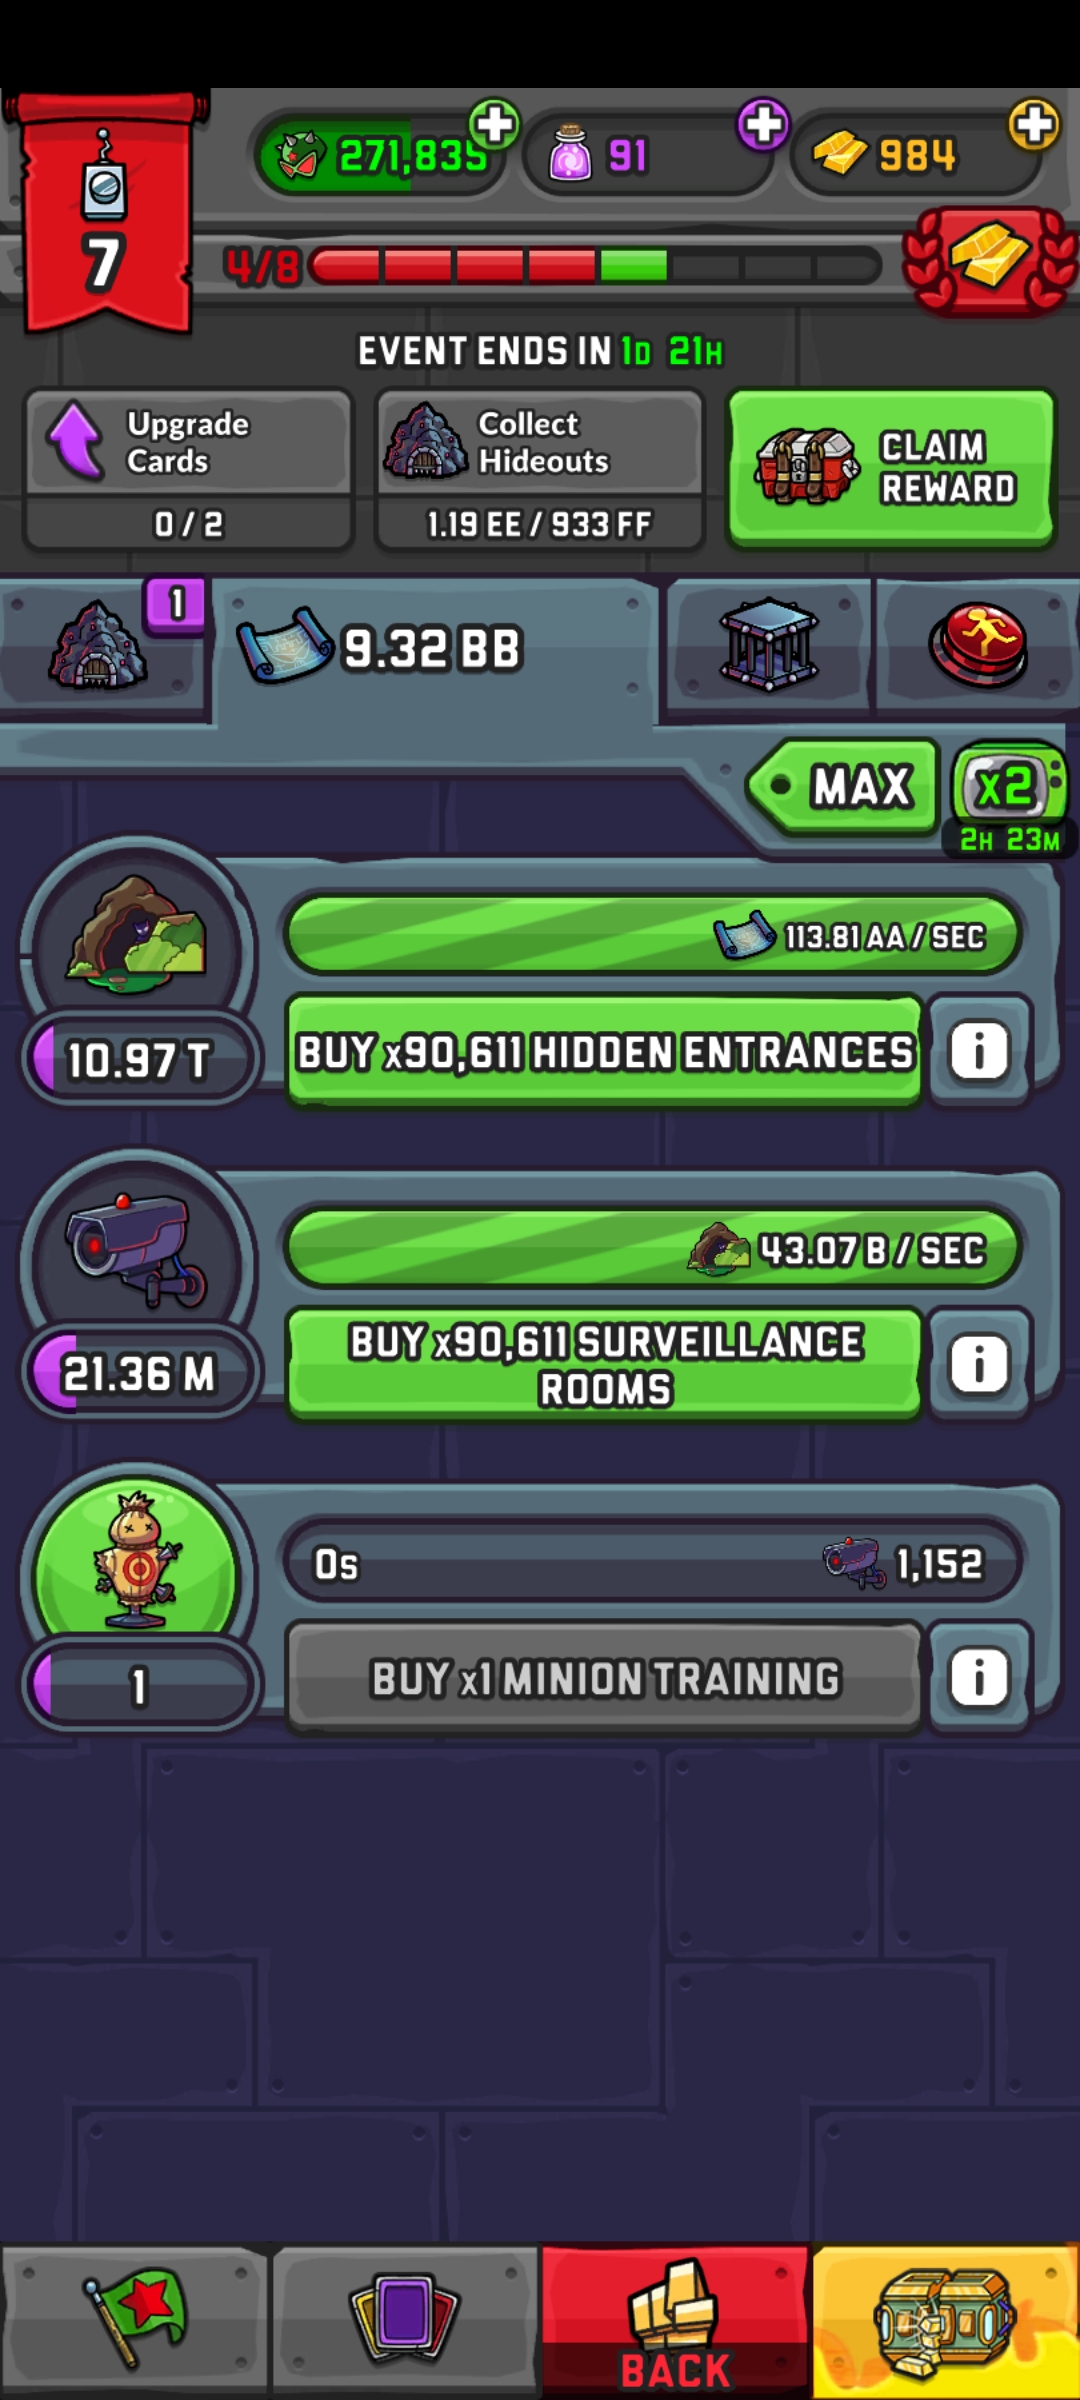 271,835
91
984
7
4/8
EVENT ENDS IN 1D 21H
Upgrade
Cards
0 / 2
Collect
Hideouts
1.19 EE / 933 FF
CLAIM
REWARD
1
9.32 BB
MAX
x2
2H 23M
113.81 AA / SEC
10.97 T
BUY x90,611 HIDDEN ENTRANCES
i
43.07 B / SEC
21.36 M
BUY x90,611 SURVEILLANCE
ROOMS
i
0s
1,152
1
BUY x1 MINION TRAINING
i
BACK